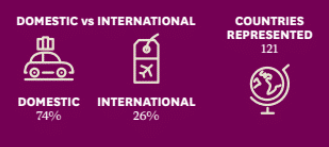 DOMESTIC vs INTERNATIONAL
DOMESTIC
74%
INTERNATIONAL
26%
COUNTRIES
REPRESENTED
121